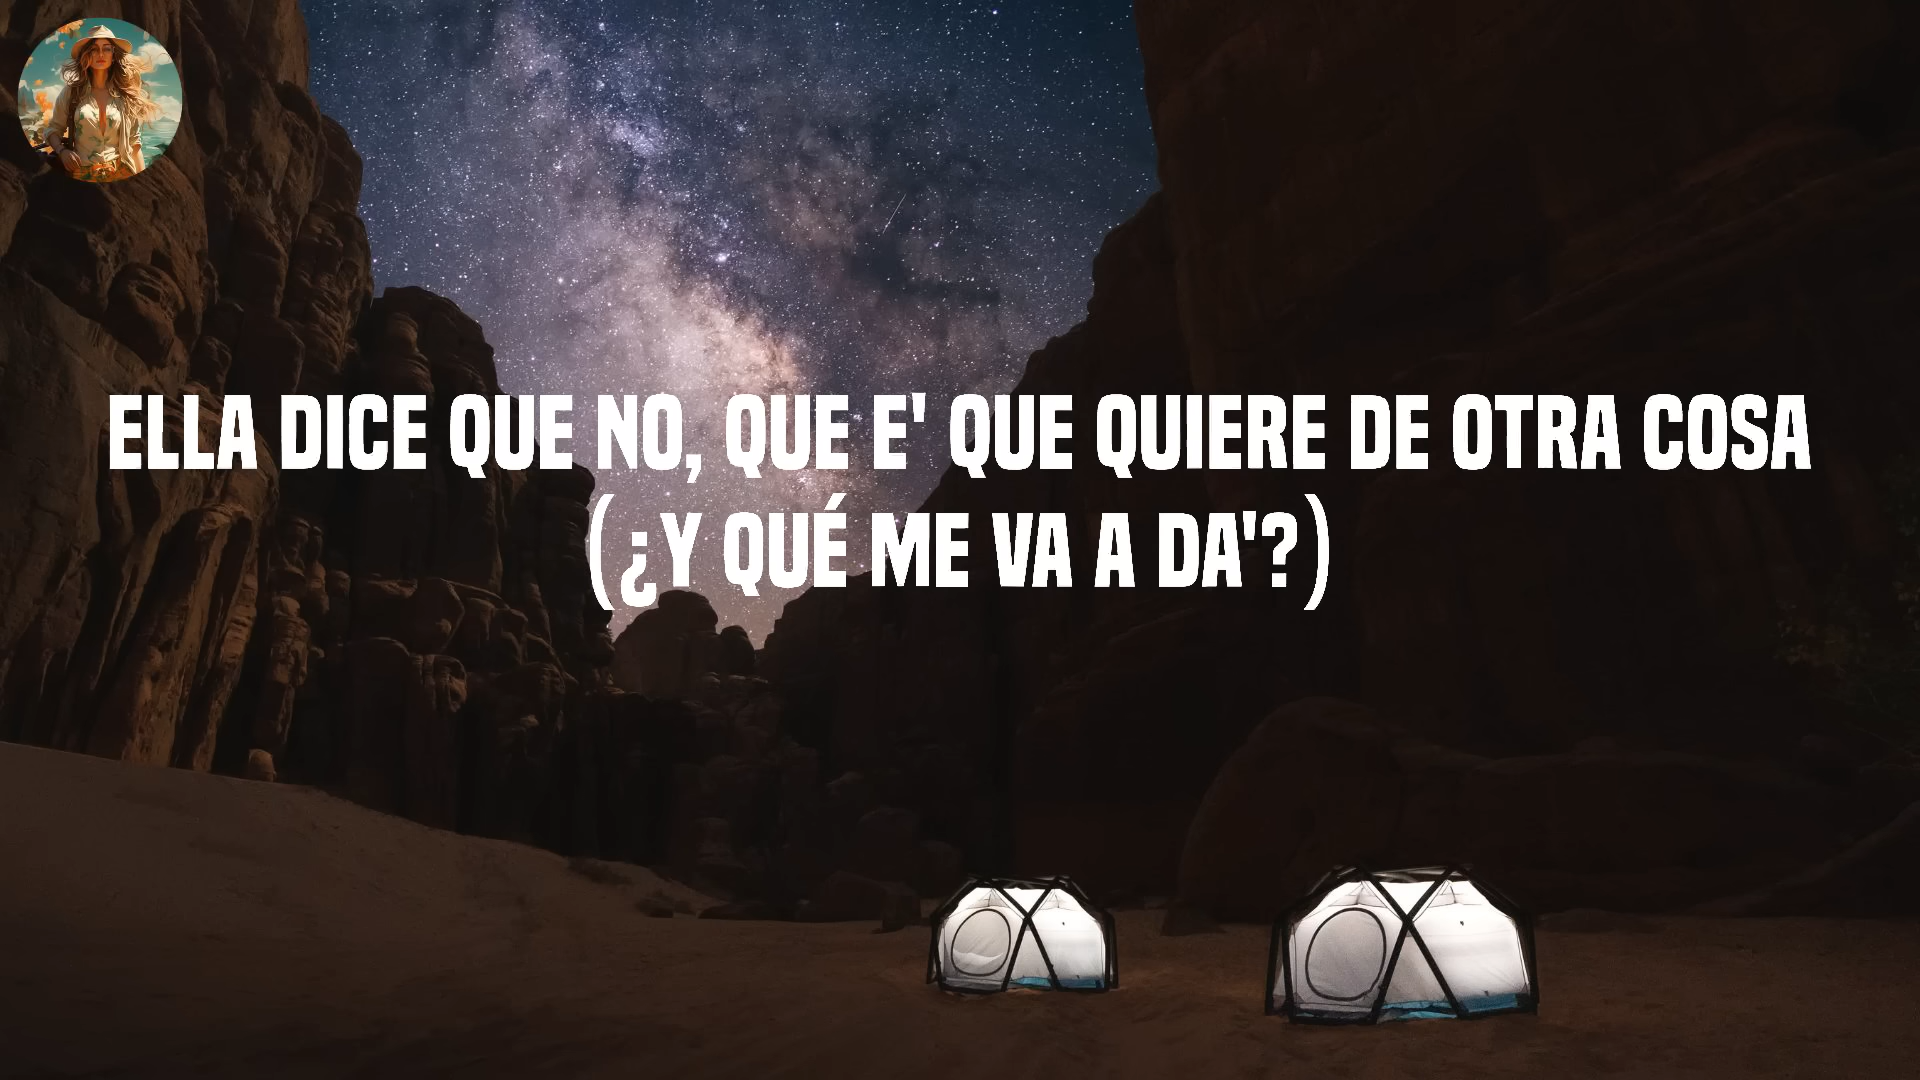 ELLA DICE QUE NO, QUE E' QUE QUIERE DE OTRA COSA
(¿Y QUÉ ME VA A DA'?)